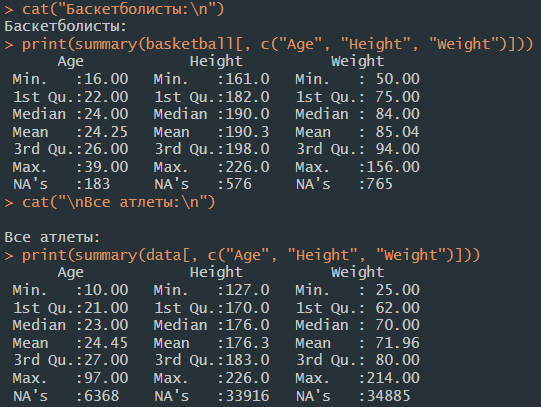 > cat("Баскетболисты:\n")
Баскетболисты:
> print(summary(basketball[, c("Age", "Height", "Weight")]))
      Age            Height          Weight
 Min.   :16.00   Min.   :161.0   Min.   : 50.00
 1st Qu.:22.00   1st Qu.:182.0   1st Qu.: 75.00
 Median :24.00   Median :190.0   Median : 84.00
 Mean   :24.25   Mean   :190.3   Mean   : 85.04
 3rd Qu.:26.00   3rd Qu.:198.0   3rd Qu.: 94.00
 Max.   :39.00   Max.   :226.0   Max.   :156.00
 NA's   :183     NA's   :576     NA's   :765
> cat("\nВсе атлеты:\n")

Все атлеты:
> print(summary(data[, c("Age", "Height", "Weight")]))
      Age            Height          Weight
 Min.   :10.00   Min.   :127.0   Min.   : 25.00
 1st Qu.:21.00   1st Qu.:170.0   1st Qu.: 62.00
 Median :23.00   Median :176.0   Median : 70.00
 Mean   :24.45   Mean   :176.3   Mean   : 71.96
 3rd Qu.:27.00   3rd Qu.:183.0   3rd Qu.: 80.00
 Max.   :97.00   Max.   :226.0   Max.   :214.00
 NA's   :6368    NA's   :33916   NA's   :34885